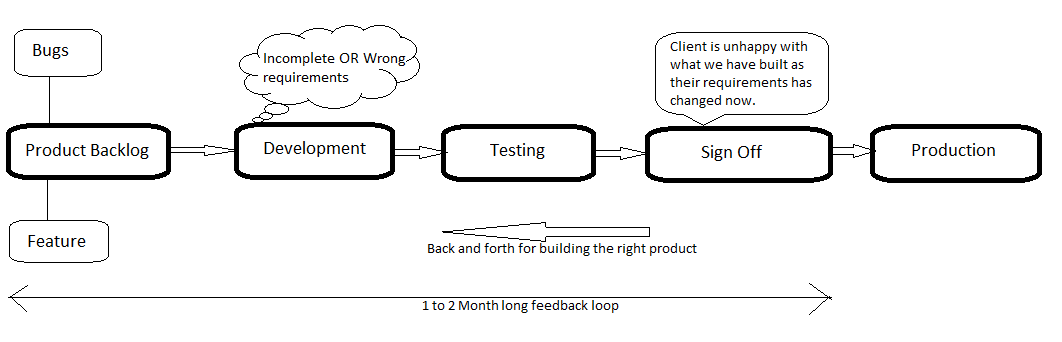 Bugs
Incomplete OR Wrong
requirements
Client is unhappy with
what we have built as
their requirements has
changed now.
Product Backlog
Development
Testing
Sign Off
Production
Feature
Back and forth for building the right product
1 to 2 Month long feedback loop